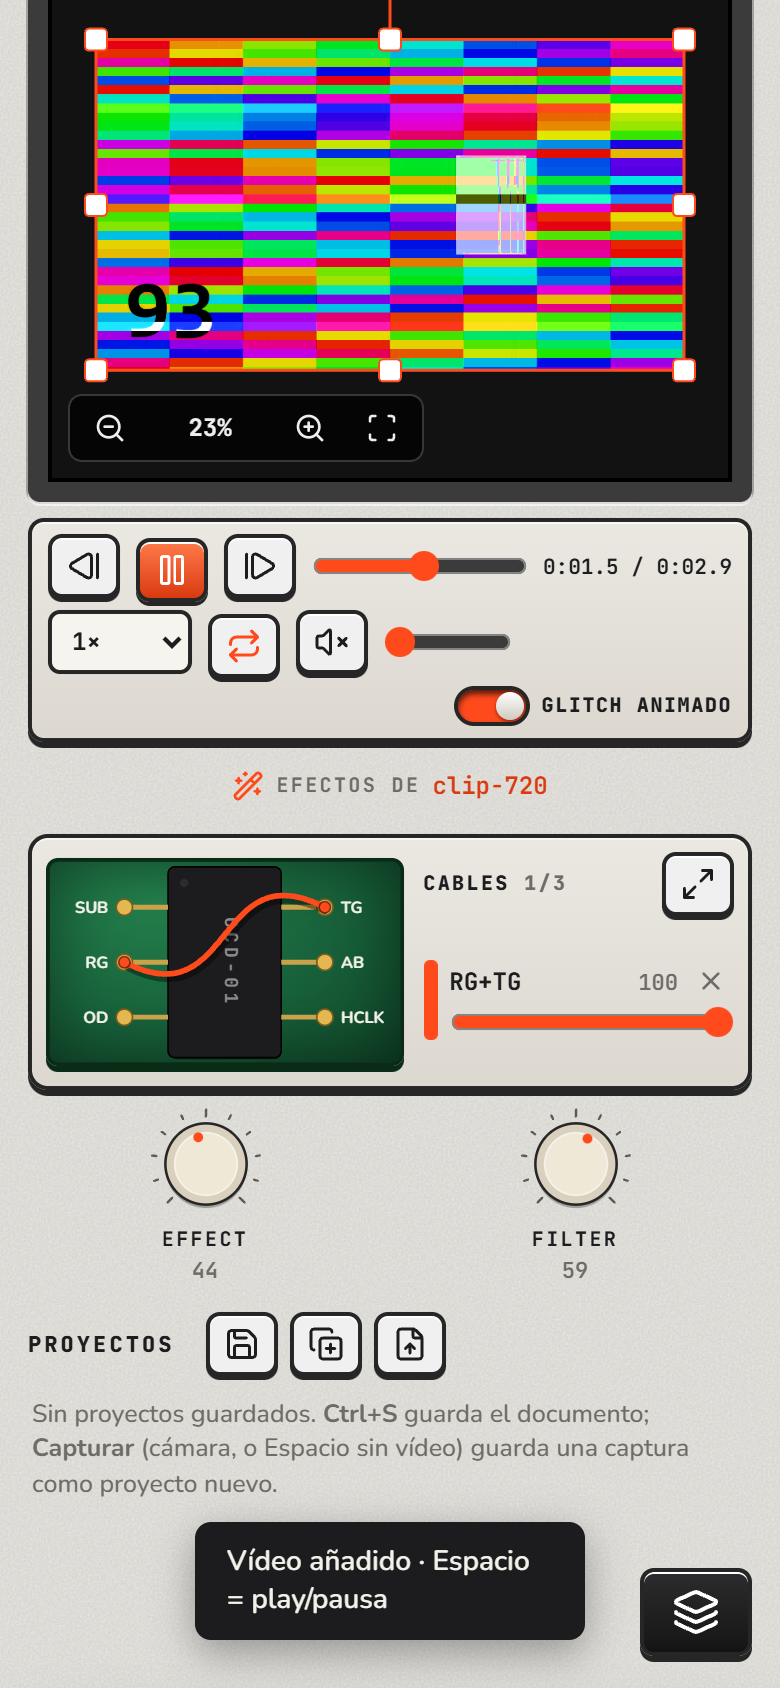 93
23%
0:01.5 / 0:02.9
1×
GLITCH ANIMADO
EFECTOS DE clip-720
SUB TG
RG AB
OD HCLK
CCD-01
CABLES 1/3
RG+TG 100
EFFECT
44
FILTER
59
PROYECTOS
Sin proyectos guardados. Ctrl+S guarda el documento;
Capturar (cámara, o Espacio sin vídeo) guarda una captura
como proyecto nuevo.
Vídeo añadido · Espacio
= play/pausa